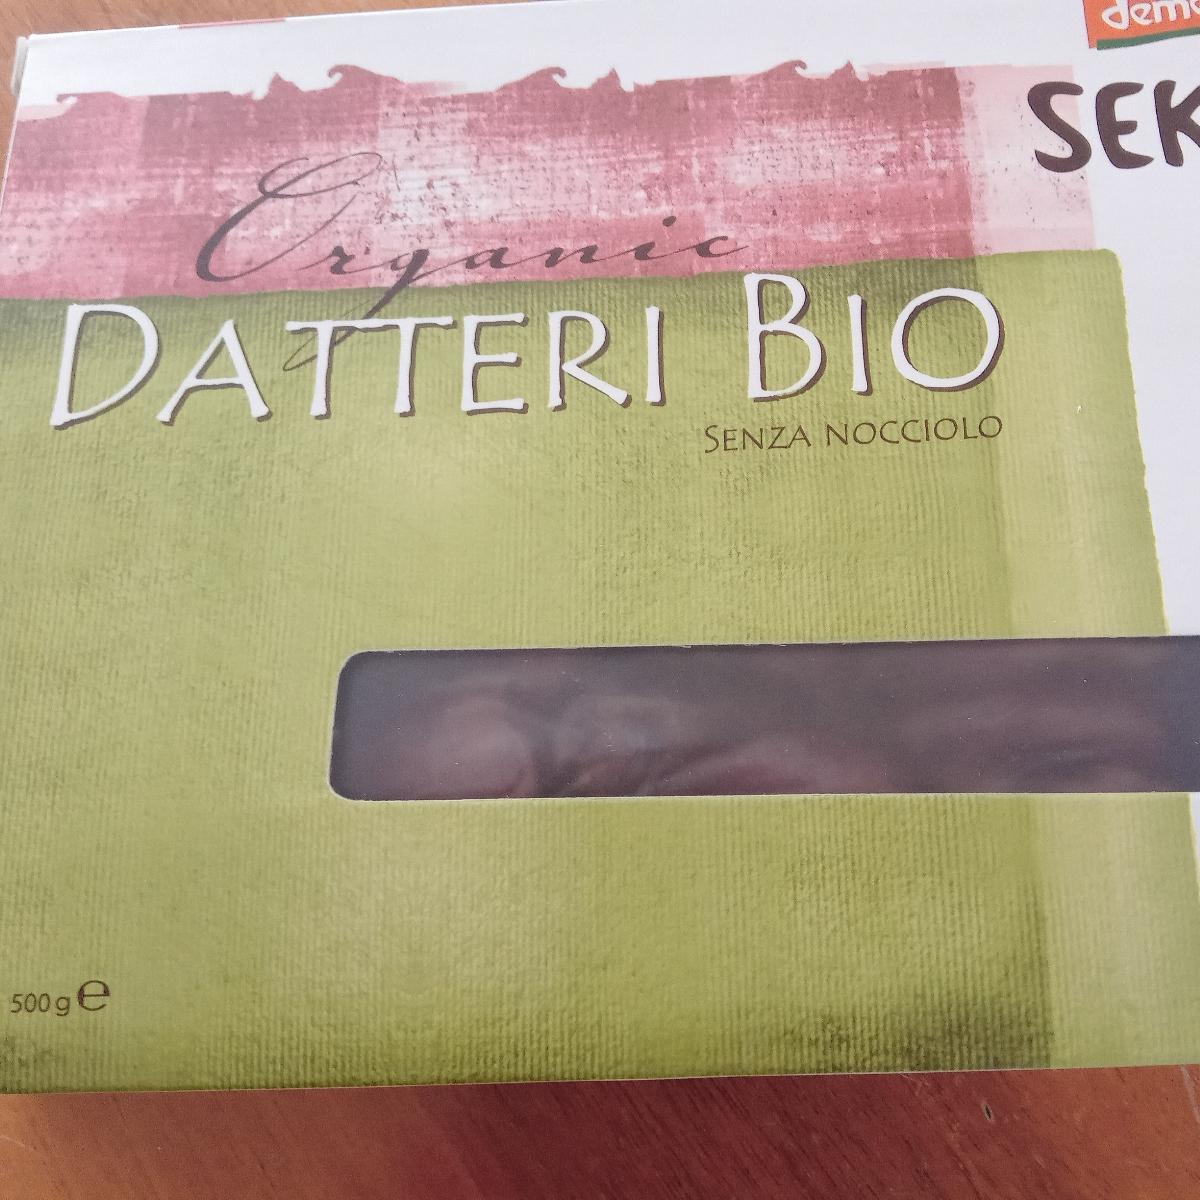 SEK
Organic
DATTERI BIO
SENZA NOCCIOLO
500 g e